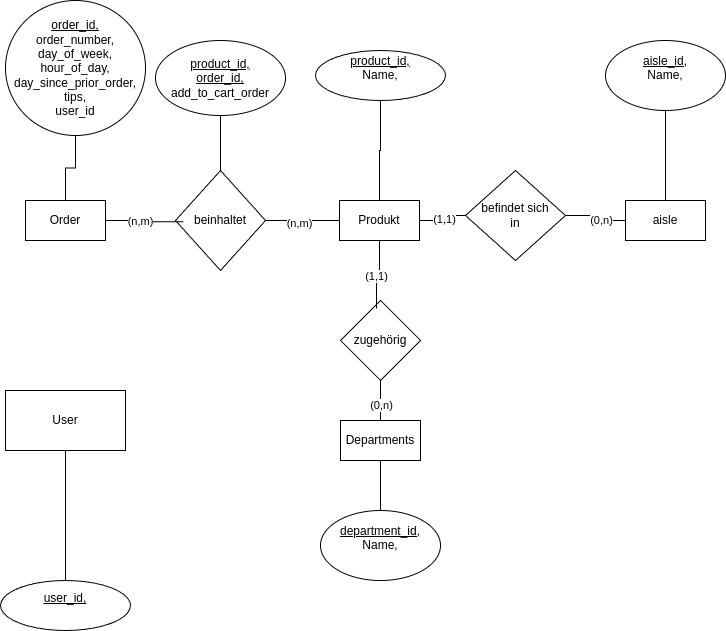 order_id,
order_number,
day_of_week,
hour_of_day,
day_since_prior_order,
tips,
user_id
product_id,
order_id,
add_to_cart_order
product_id,
Name,
aisle_id,
Name,
Order
(n,m)
beinhaltet
(n,m)
Produkt
(1,1)
befindet sich
in
(0,n)
aisle
(1,1)
zugehörig
(0,n)
User
Departments
department_id,
Name,
user_id,